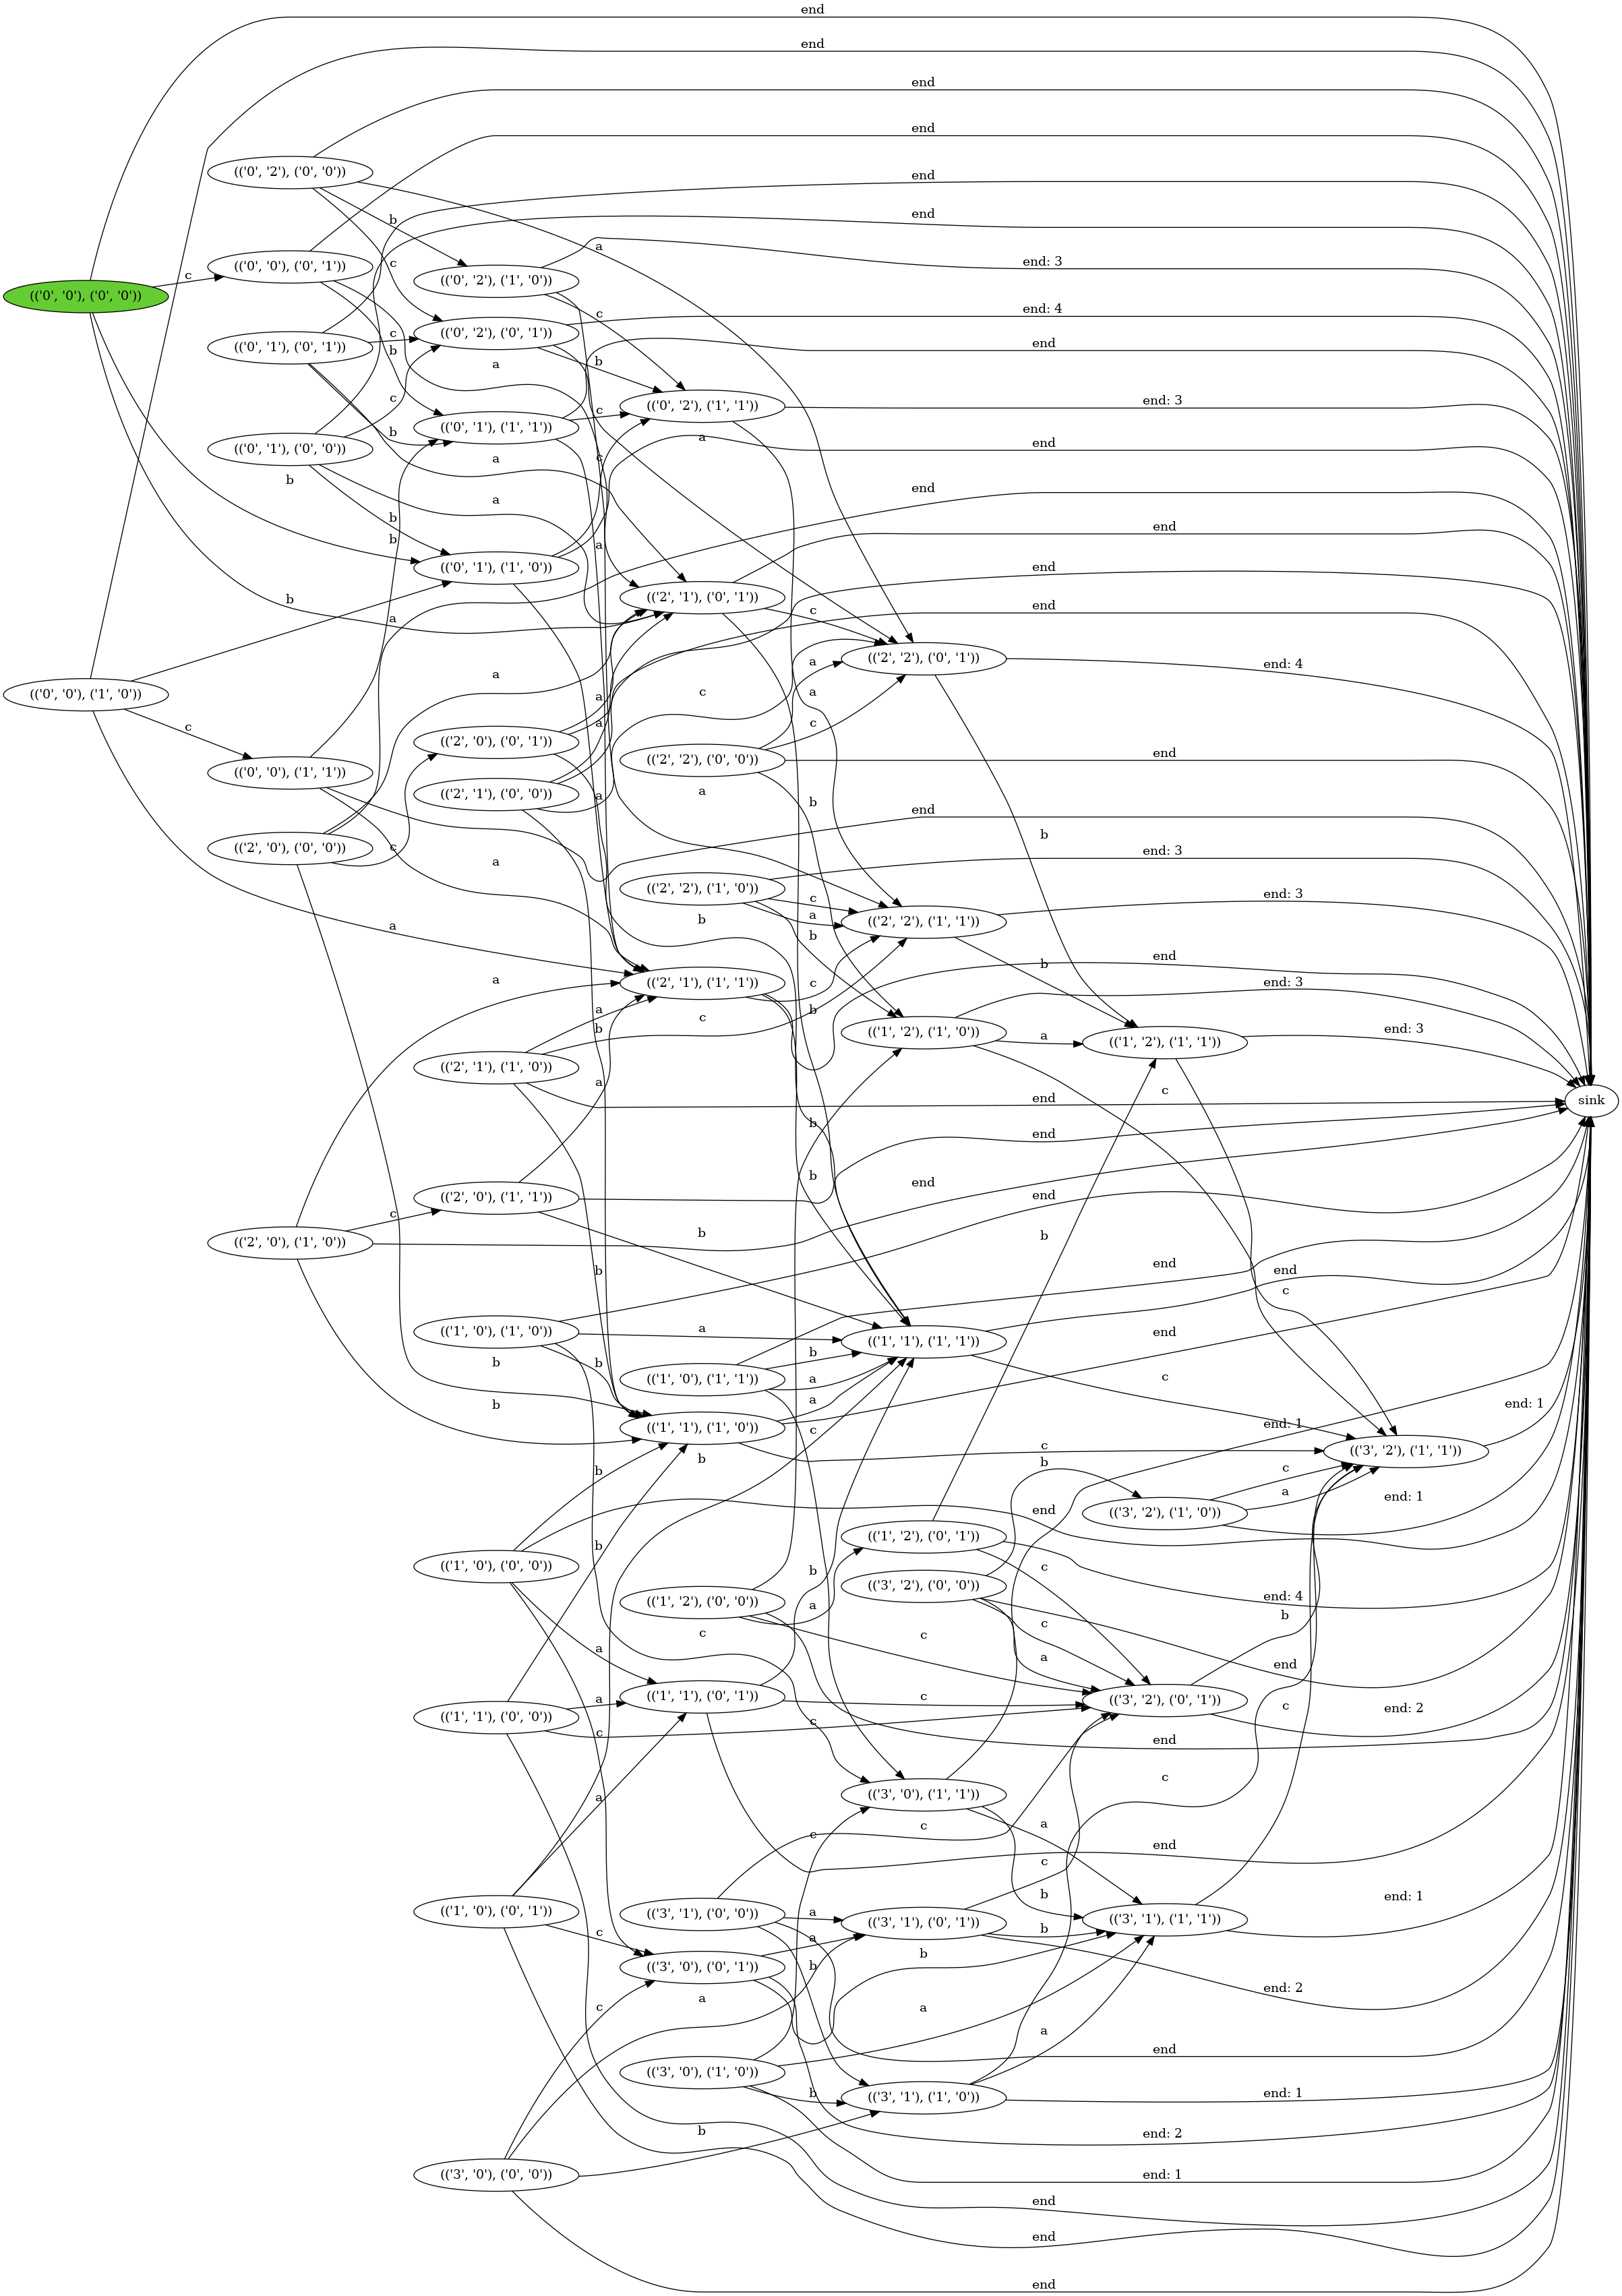 end
end
end
end
(('0', '2'), ('0', '0'))
end
end
b
a
end: 3
c
(('0', '0'), ('0', '1'))
c
(('0', '2'), ('1', '0'))
(('0', '0'), ('0', '0'))
end: 4
c
(('0', '2'), ('0', '1'))
c
(('0', '1'), ('0', '1'))
end
b
b
a
c
end: 3
(('0', '2'), ('1', '1'))
c
(('0', '1'), ('1', '1'))
b
a
end
(('0', '1'), ('0', '0'))
c
a
b
end
a
b
end
b
a
(('0', '1'), ('1', '0'))
end
b
(('2', '1'), ('0', '1'))
end
c
a
(('2', '2'), ('0', '1'))
a
end: 4
a
(('0', '0'), ('1', '0'))
c
a
a
c
a
c
(('2', '0'), ('0', '1'))
end
(('2', '2'), ('0', '0'))
(('0', '0'), ('1', '1'))
(('2', '1'), ('0', '0'))
a
a
b
end
b
(('2', '0'), ('0', '0'))
c
end: 3
a
(('2', '2'), ('1', '0'))
end: 3
c
a
b
(('2', '2'), ('1', '1'))
a
b
end
b
a
(('2', '1'), ('1', '1'))
c
end: 3
a
b
c
b
end: 3
(('1', '2'), ('1', '0'))
a
(('1', '2'), ('1', '1'))
(('2', '1'), ('1', '0'))
a
c
end
sink
b
end
b
end
end
(('2', '0'), ('1', '1'))
c
b
b
(('2', '0'), ('1', '0'))
end
end
b
c
a
(('1', '0'), ('1', '0'))
end
(('1', '1'), ('1', '1'))
b
b
b
c
(('1', '0'), ('1', '1'))
a
a
b
end: 1
end: 1
(('1', '1'), ('1', '0'))
c
c
(('3', '2'), ('1', '1'))
b
b
b
c
a
end: 1
end
(('3', '2'), ('1', '0'))
(('1', '2'), ('0', '1'))
b
(('1', '0'), ('0', '0'))
c
b
(('3', '2'), ('0', '0'))
end: 4
(('1', '2'), ('0', '0'))
a
b
c
c
c
a
a
end
(('1', '1'), ('0', '1'))
c
(('3', '2'), ('0', '1'))
a
c
end: 2
(('1', '1'), ('0', '0'))
c
c
end
c
(('3', '0'), ('1', '1'))
a
a
c
c
end
c
b
end: 1
(('1', '0'), ('0', '1'))
(('3', '1'), ('0', '0'))
a
(('3', '1'), ('0', '1'))
b
(('3', '1'), ('1', '1'))
c
a
b
(('3', '0'), ('0', '1'))
b
end: 2
a
c
a
a
end
(('3', '0'), ('1', '0'))
b
end: 1
(('3', '1'), ('1', '0'))
b
end: 2
(('3', '0'), ('0', '0'))
end: 1
end
end
end